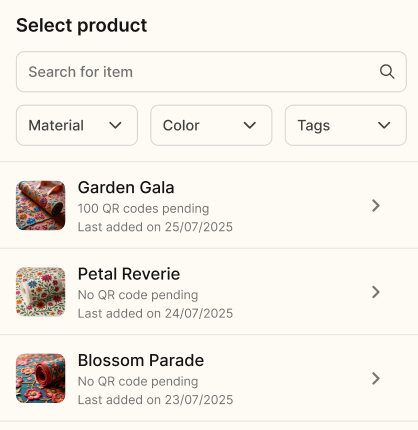 Select product
Search for item
Material
Color
Tags
Garden Gala
100 QR codes pending
Last added on 25/07/2025
Petal Reverie
No QR code pending
Last added on 24/07/2025
Blossom Parade
No QR code pending
Last added on 23/07/2025